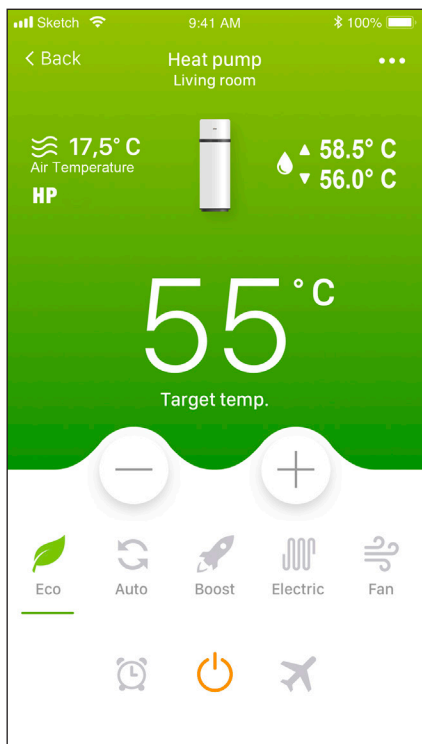 Sketch 9:41 AM 100%
< Back Heat pump
Living room
17,5° C
Air Temperature
HP
▲ 58.5° C
▼ 56.0° C
55 ° C
Target temp.
Eco Auto Boost Electric Fan